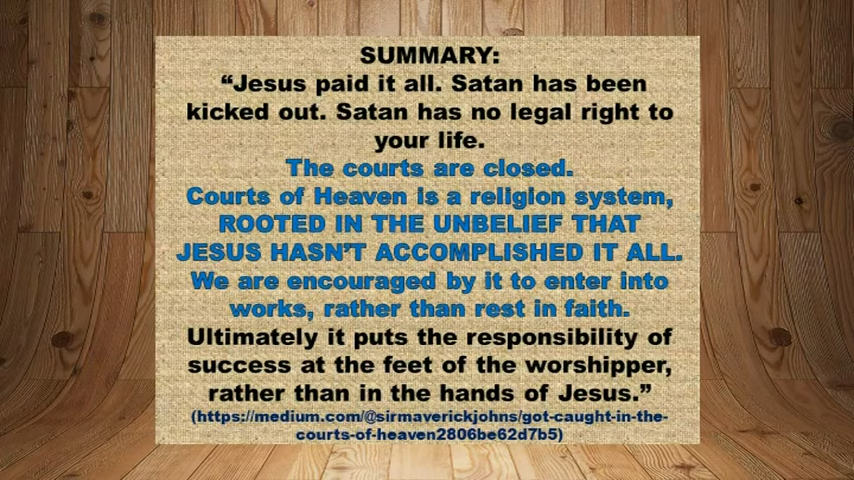 SUMMARY:
“Jesus paid it all. Satan has been
kicked out. Satan has no legal right to
your life.
The courts are closed.
Courts of Heaven is a religion system,
ROOTED IN THE UNBELIEF THAT
JESUS HASN’T ACCOMPLISHED IT ALL.
We are encouraged by it to enter into
works, rather than rest in faith.
Ultimately it puts the responsibility of
success at the feet of the worshipper,
rather than in the hands of Jesus.”
(https://medium.com/@sirmaverickjohns/got-caught-in-the-
courts-of-heaven2806be62d7b5)